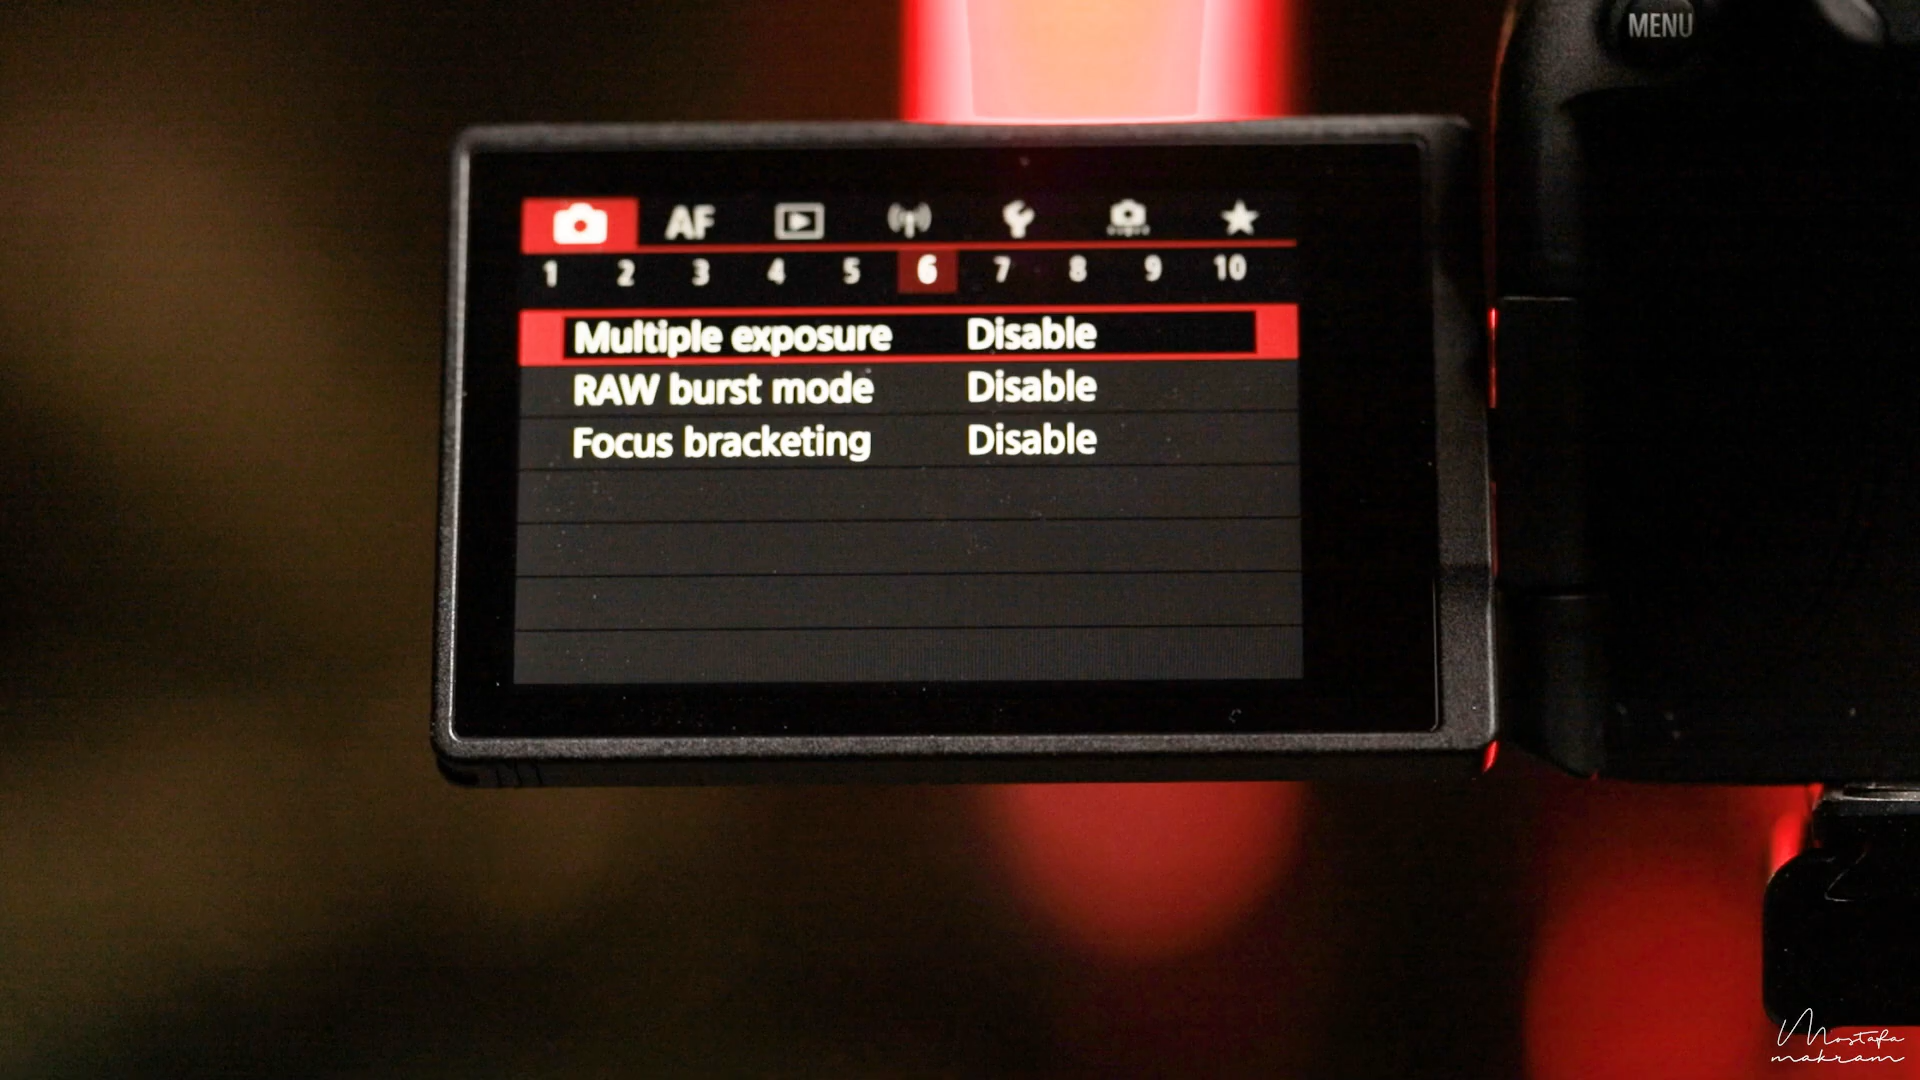 MENU
AF
1 2 3 4 5 6 7 8 9 10
Multiple exposure Disable
RAW burst mode Disable
Focus bracketing Disable
Mostafa
makram